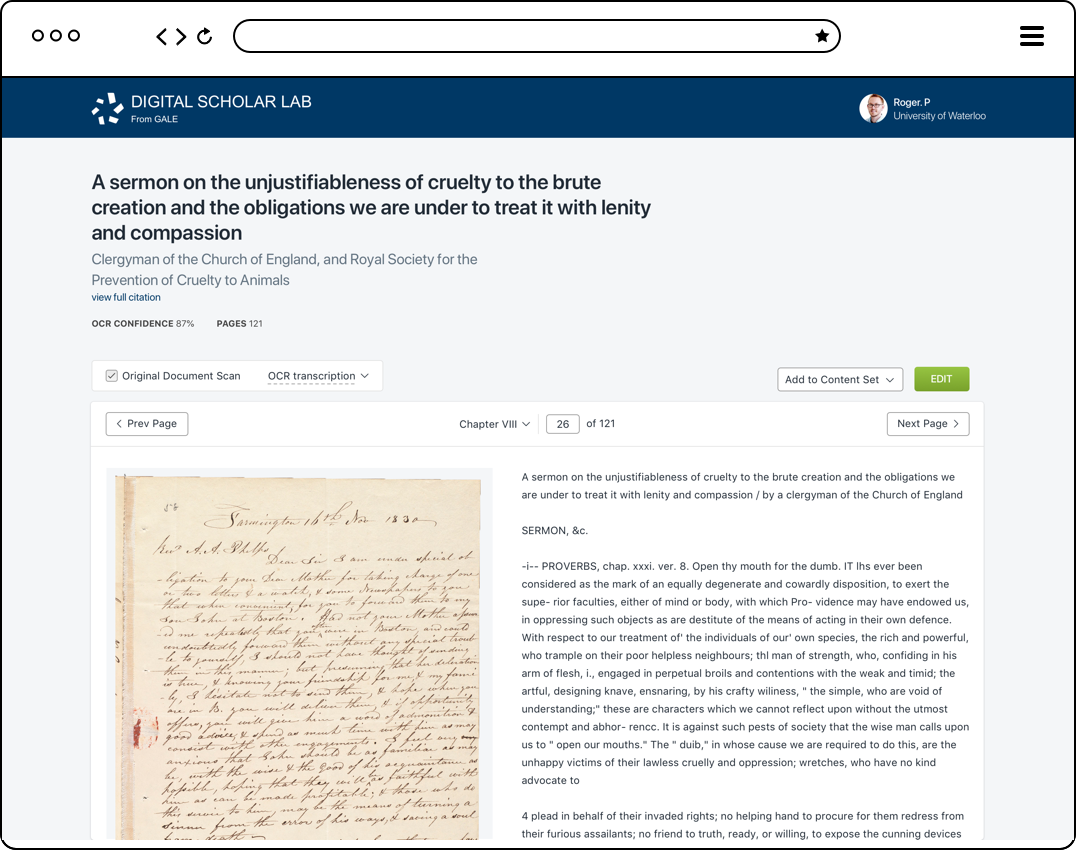 DIGITAL SCHOLAR LAB
From GALE
Roger. P
University of Waterloo
A sermon on the unjustifiableness of cruelty to the brute
creation and the obligations we are under to treat it with lenity
and compassion
Clergyman of the Church of England, and Royal Society for the
Prevention of Cruelty to Animals
view full citation
OCR CONFIDENCE 87% PAGES 121
Original Document Scan OCR transcription
Add to Content Set EDIT
Prev Page Chapter VIII 26 of 121 Next Page
58
Farmington 16th Nov 1830
Revd A. A. Phelps
Dear Sir I am under special ob
-ligation to your Dear Mother for taking charge of one
or two letters & a watch, & some Newspapers to you
that when convenient, for you to forward them to my
Son John at Boston. Had not your Mother assur
-ed me repeatedly that you were in Boston and could
undoubtedly forward them without any special troub
-le to yourself, I should not have thought of sending
them in this manner; but presuming that her declaration
is true, & knowing your friendship for me & my fami
-ly, I hesitate not to send them, & hope when you
are in B. you will deliver them, & if opportunity
offers, you will give him a word of admonition &
good advice, & spend as much time with him as may
consist with other engagements. I feel very
anxious that John should be as familiar as may
be, with the wise & the good of his acquaintance as
possible, hoping that they will as faithful with
him as can be made profitable; & those who do
this service to him, may be the means of turning a
sinner from the error of his ways, & saving a soul
from death
A sermon on the unjustifiableness of cruelty to the brute creation and the obligations we
are under to treat it with lenity and compassion / by a clergyman of the Church of England
SERMON, &c.
-i-- PROVERBS, chap. xxxi. ver. 8. Open thy mouth for the dumb. IT lhs ever been
considered as the mark of an equally degenerate and cowardly disposition, to exert the
supe- rior faculties, either of mind or body, with which Pro- vidence may have endowed us,
in oppressing such objects as are destitute of the means of acting in their own defence.
With respect to our treatment of' the individuals of our' own species, the rich and powerful,
who trample on their poor helpless neighbours; thl man of strength, who, confiding in his
arm of flesh, i., engaged in perpetual broils and contentions with the weak and timid; the
artful, designing knave, ensnaring, by his crafty wiliness, " the simple, who are void of
understanding;" these are characters which we cannot reflect upon without the utmost
contempt and abhor- rencc. It is against such pests of society that the wise man calls upon
us to " open our mouths." The " duib," in whose cause we are required to do this, are the
unhappy victims of their lawless cruelly and oppression; wretches, who have no kind
advocate to
4 plead in behalf of their invaded rights; no helping hand to procure for them redress from
their furious assailants; no friend to truth, ready, or willing, to expose the cunning devices